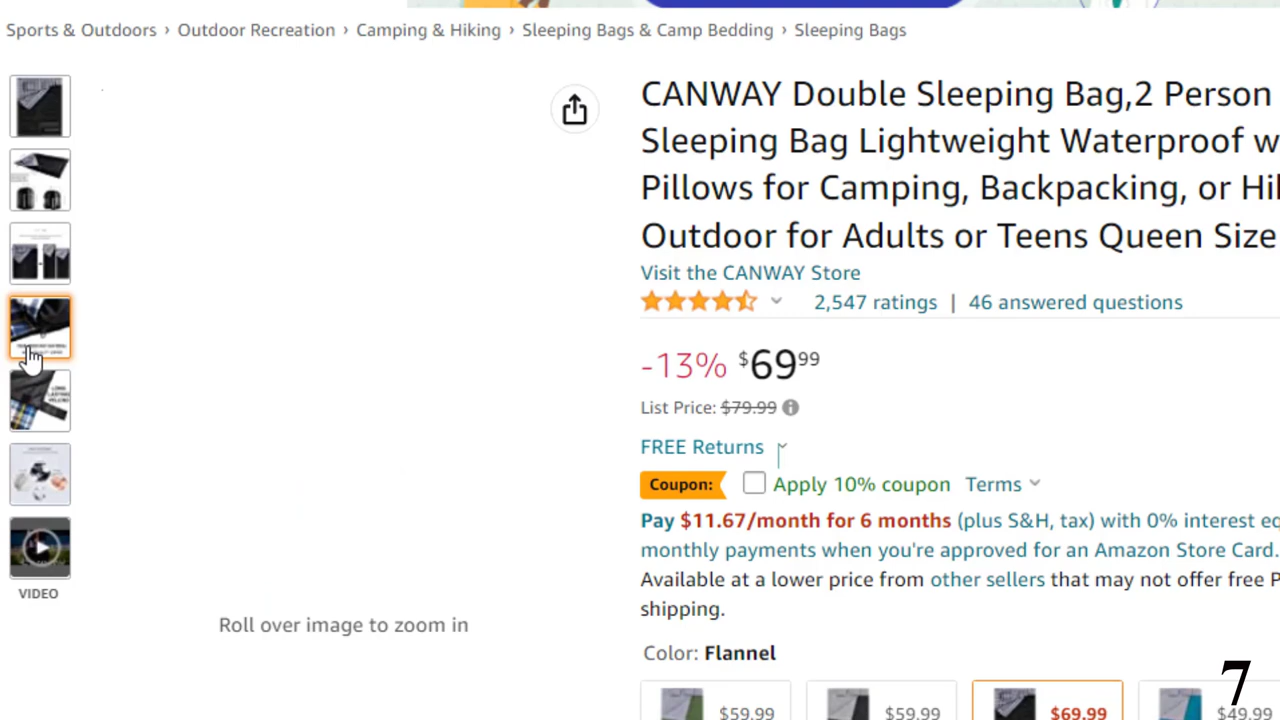 Sports & Outdoors › Outdoor Recreation › Camping & Hiking › Sleeping Bags & Camp Bedding › Sleeping Bags
CANWAY Double Sleeping Bag,2 Person
Sleeping Bag Lightweight Waterproof w
Pillows for Camping, Backpacking, or Hi
Outdoor for Adults or Teens Queen Size
Visit the CANWAY Store
2,547 ratings | 46 answered questions
-13% $69 99
List Price: $79.99
FREE Returns
Coupon: Apply 10% coupon Terms
Pay $11.67/month for 6 months (plus S&H, tax) with 0% interest eq
monthly payments when you're approved for an Amazon Store Card.
Available at a lower price from other sellers that may not offer free P
shipping.
Color: Flannel
$59.99 $59.99 $69.99 $49.99
7
LONG
VIDEO
Roll over image to zoom in